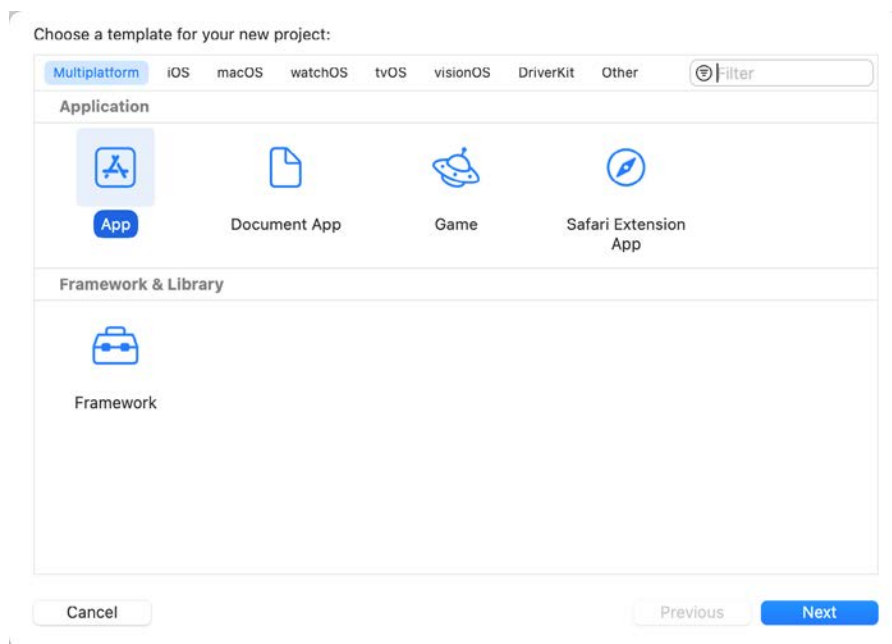 Choose a template for your new project:
Multiplatform iOS macOS watchOS tvOS visionOS DriverKit Other Filter
Application
App Document App Game Safari Extension
App
Framework & Library
Framework
Cancel Previous Next